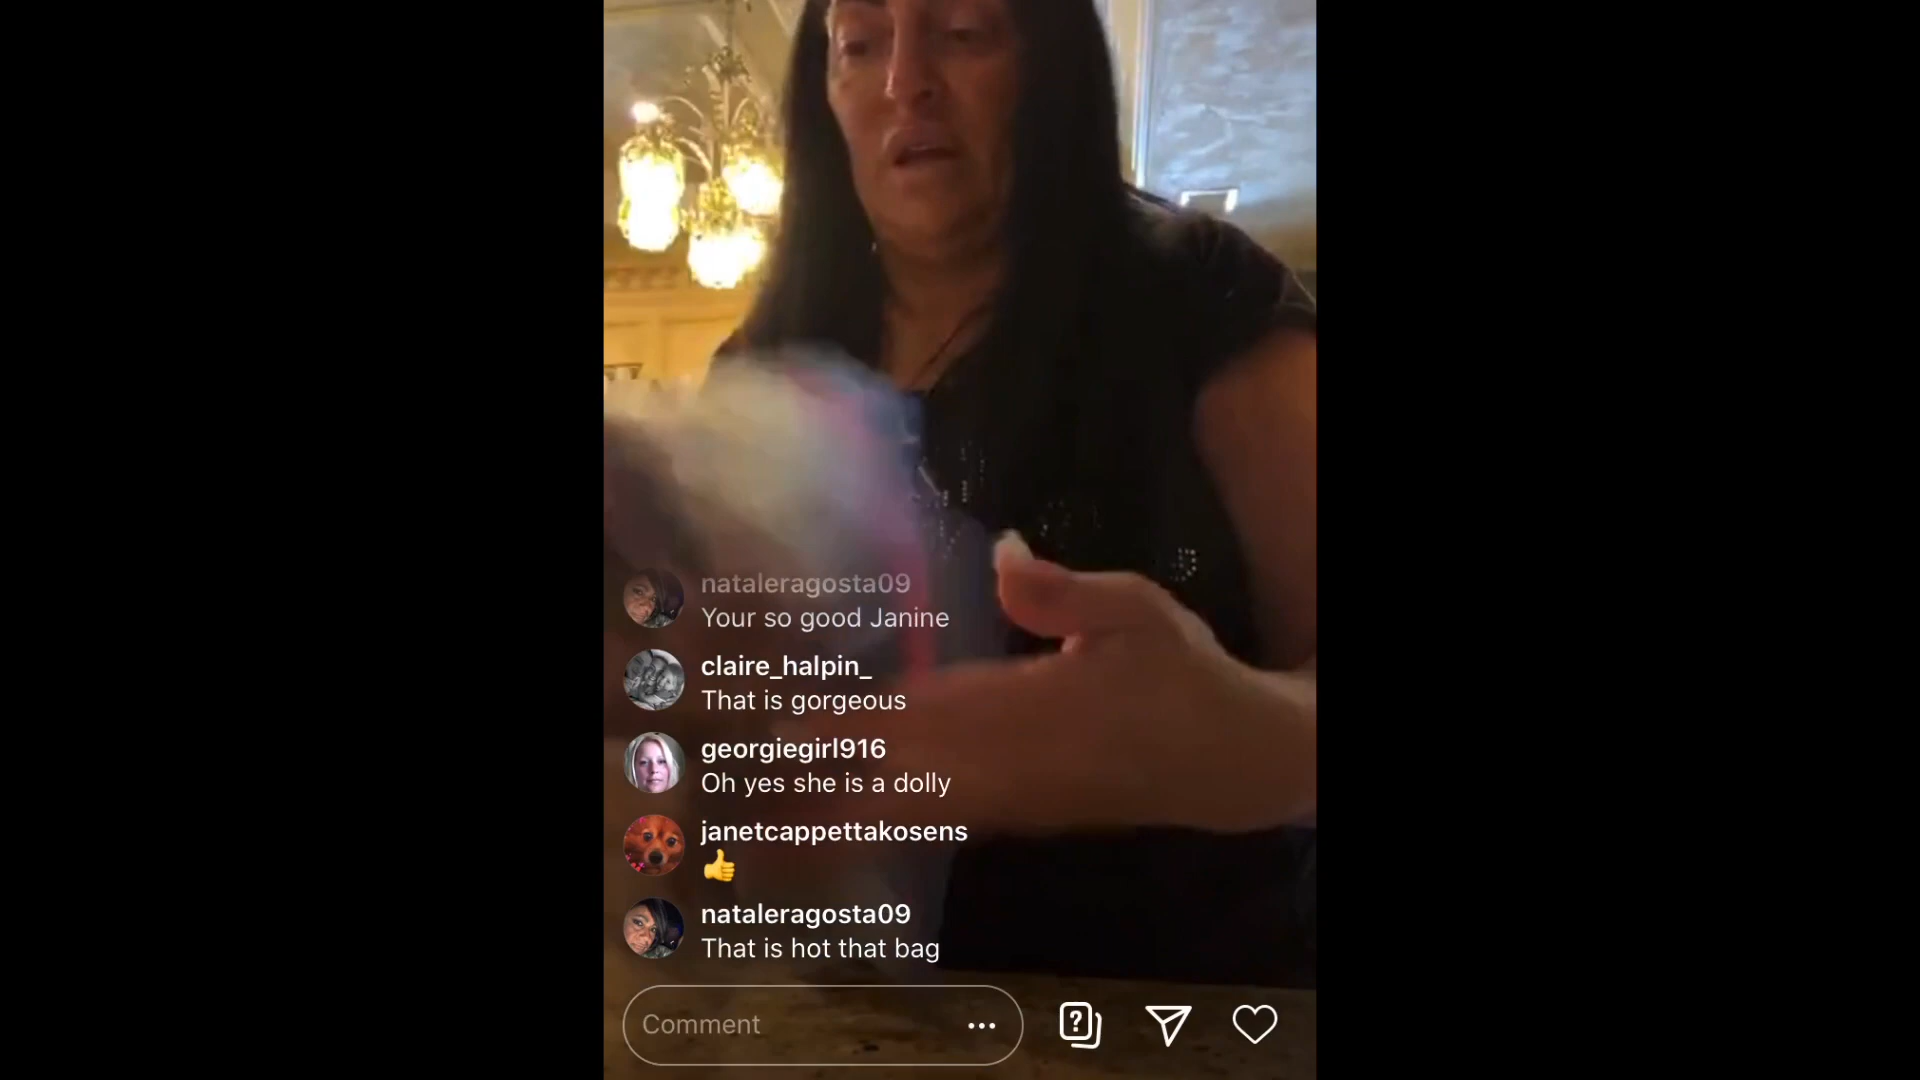 nataleragosta09
Your so good Janine
claire_halpin_
That is gorgeous
georgiegirl916
Oh yes she is a dolly
janetcappettakosens
👍
nataleragosta09
That is hot that bag
Comment
?